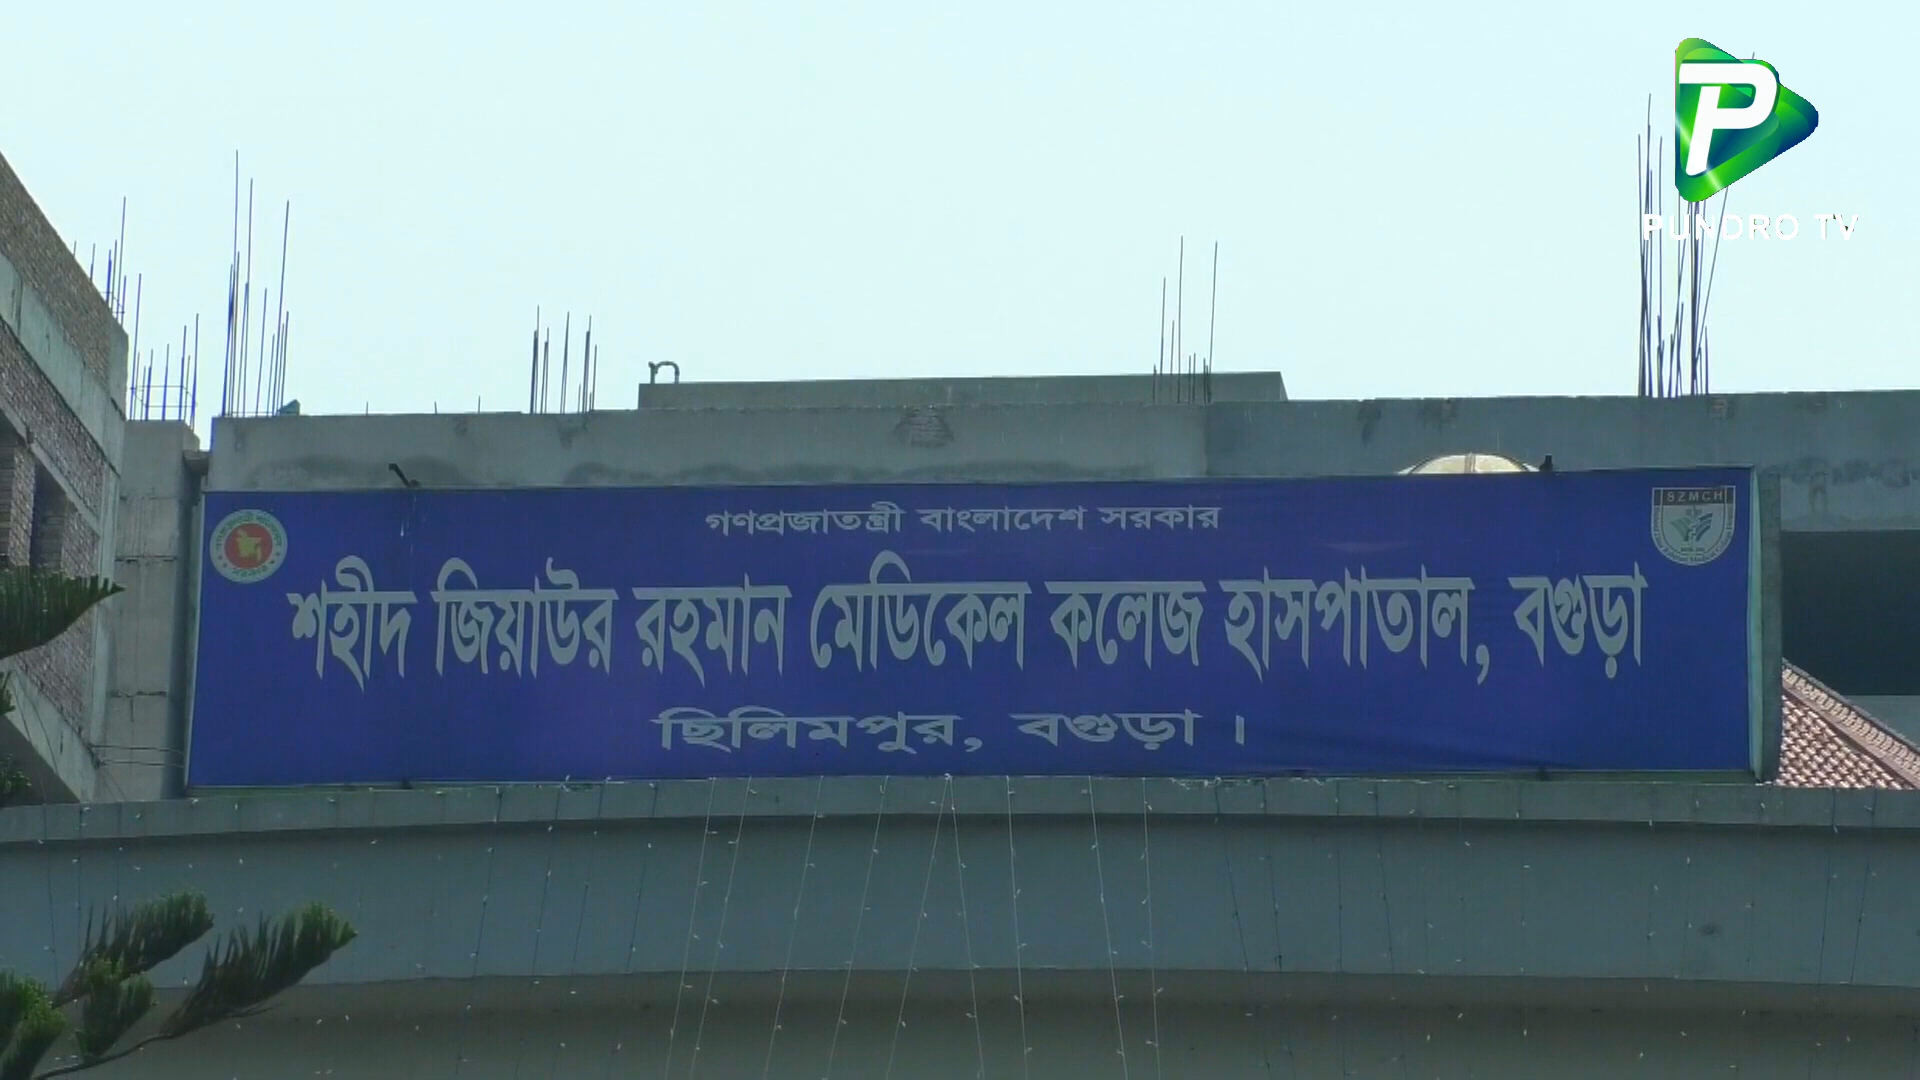 PUNDRO TV
গণপ্রজাতন্ত্রী বাংলাদেশ সরকার
SZMCH
শহীদ জিয়াউর রহমান মেডিকেল কলেজ হাসপাতাল, বগুড়া
ছিলিমপুর, বগুড়া ।